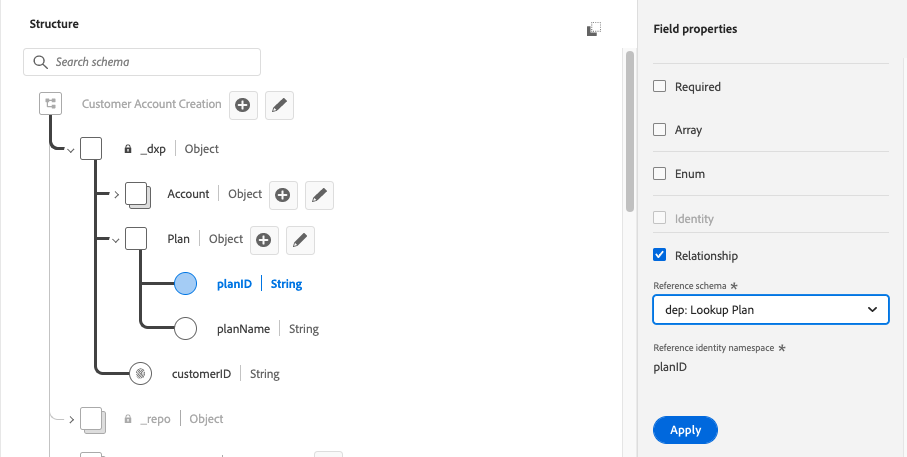 Structure
Search schema
Customer Account Creation
_dxp | Object
Account | Object
Plan | Object
planID | String
planName | String
customerID | String
_repo | Object
Field properties
Required
Array
Enum
Identity
Relationship
Reference schema *
dep: Lookup Plan
Reference identity namespace *
planID
Apply